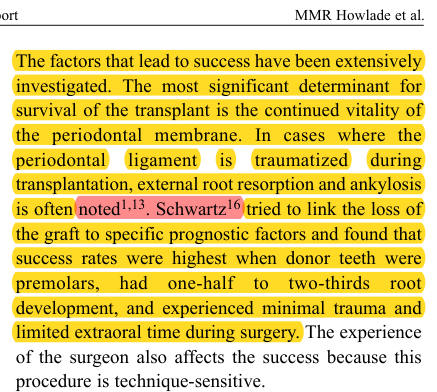 ort MMR Howlade et al.
The factors that lead to success have been extensively
investigated. The most significant determinant for
survival of the transplant is the continued vitality of
the periodontal membrane. In cases where the
periodontal ligament is traumatized during
transplantation, external root resorption and ankylosis
is often noted1,13. Schwartz16 tried to link the loss of
the graft to specific prognostic factors and found that
success rates were highest when donor teeth were
premolars, had one-half to two-thirds root
development, and experienced minimal trauma and
limited extraoral time during surgery. The experience
of the surgeon also affects the success because this
procedure is technique-sensitive.